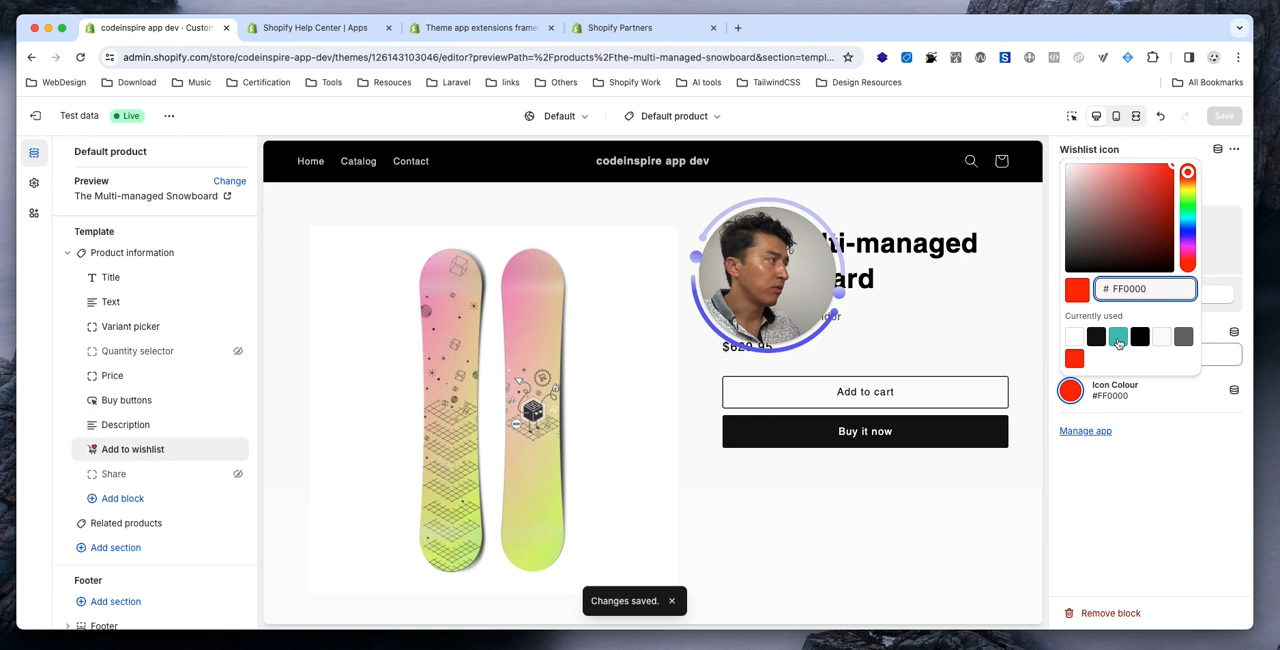 codeinspire app dev · Custom
Shopify Help Center | Apps
Theme app extensions frame
Shopify Partners
admin.shopify.com/store/codeinspire-app-dev/themes/126143103046/editor?previewPath=%2Fproducts%2Fthe-multi-managed-snowboard&section=templ...
WebDesign
Download
Music
Certification
Tools
Resouces
Laravel
links
Others
Shopify Work
AI tools
TailwindCSS
Design Resources
All Bookmarks
Test data
Live
Default
Default product
Save
Default product
Preview
Change
The Multi-managed Snowboard
Template
Product information
Title
Text
Variant picker
Quantity selector
Price
Buy buttons
Description
Add to wishlist
Share
Add block
Related products
Add section
Footer
Add section
Footer
Home
Catalog
Contact
codeinspire app dev
lti-managed
ard
dor
$629.95
Add to cart
Buy it now
Changes saved.
Wishlist icon
# FF0000
Currently used
Icon Colour
#FF0000
Manage app
Remove block